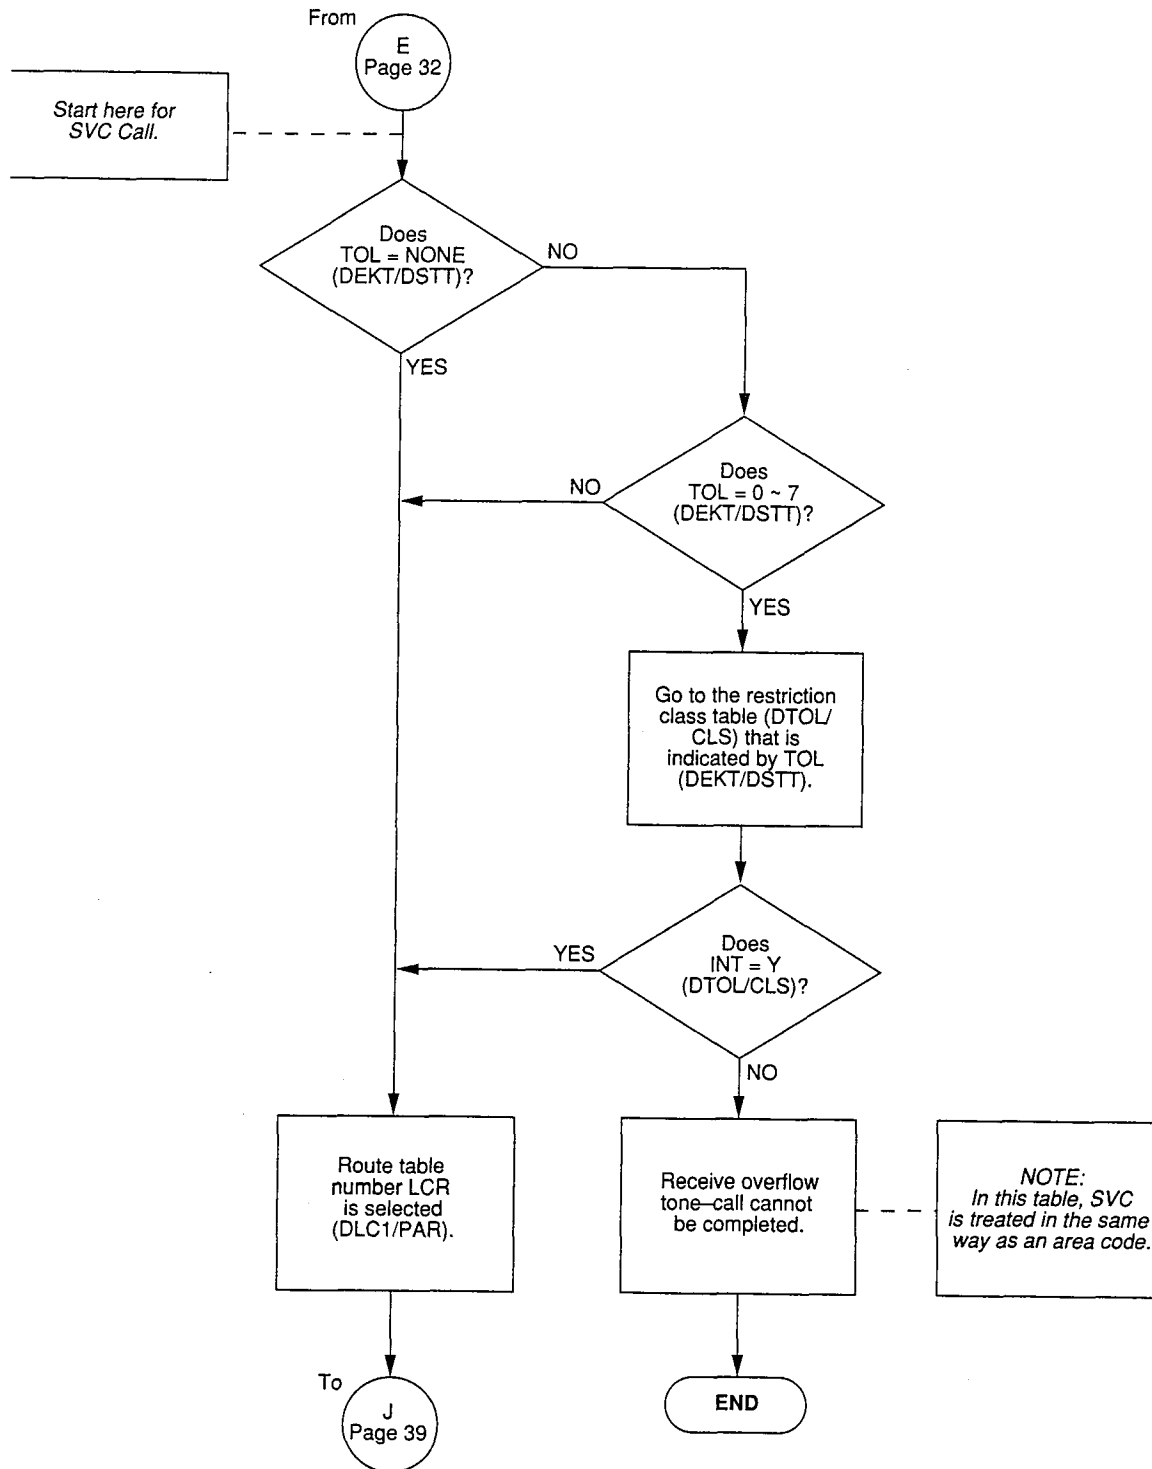 From
E
Page 32
Start here for
SVC Call.
Does
TOL = NONE
(DEKT/DSTT)?
NO
YES
Does
TOL = 0 ~ 7
(DEKT/DSTT)?
NO
YES
Go to the restriction
class table (DTOL/
CLS) that is
indicated by TOL
(DEKT/DSTT).
Does
INT = Y
(DTOL/CLS)?
YES
NO
Route table
number LCR
is selected
(DLC1/PAR).
Receive overflow
tone–call cannot
be completed.
NOTE:
In this table, SVC
is treated in the same
way as an area code.
To
J
Page 39
END